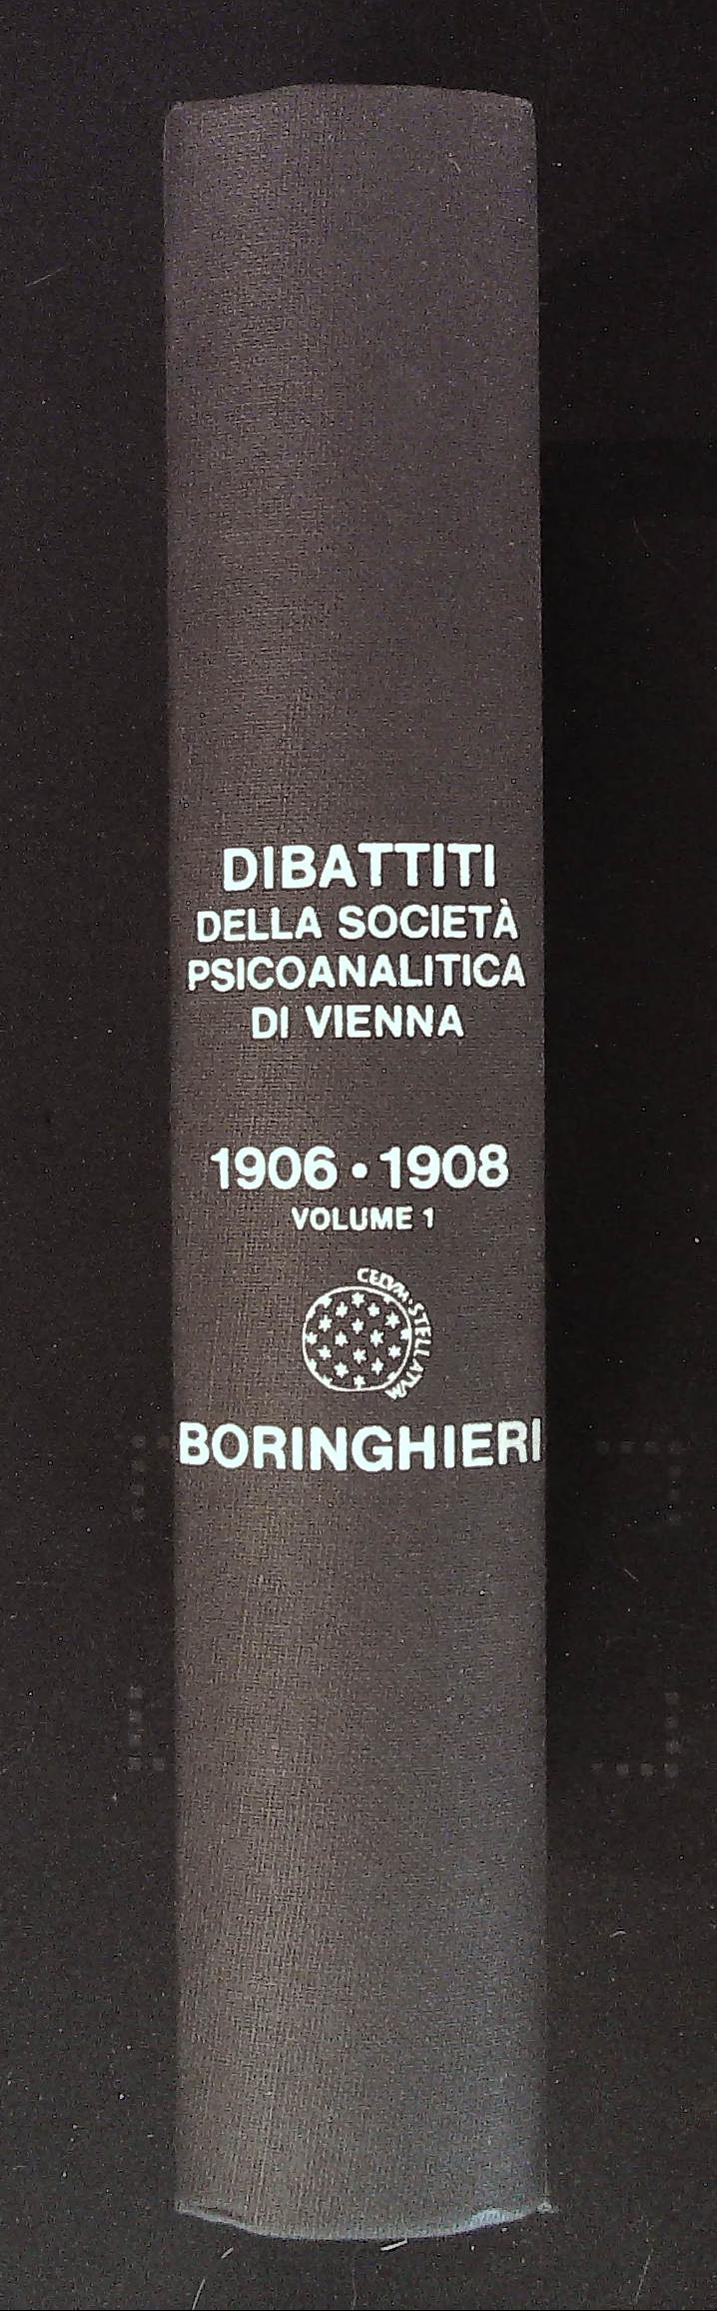 DIBATTITI
DELLA SOCIETÀ
PSICOANALITICA
DI VIENNA
1906 • 1908
VOLUME 1
CELVM • STELLATVM
BORINGHIERI